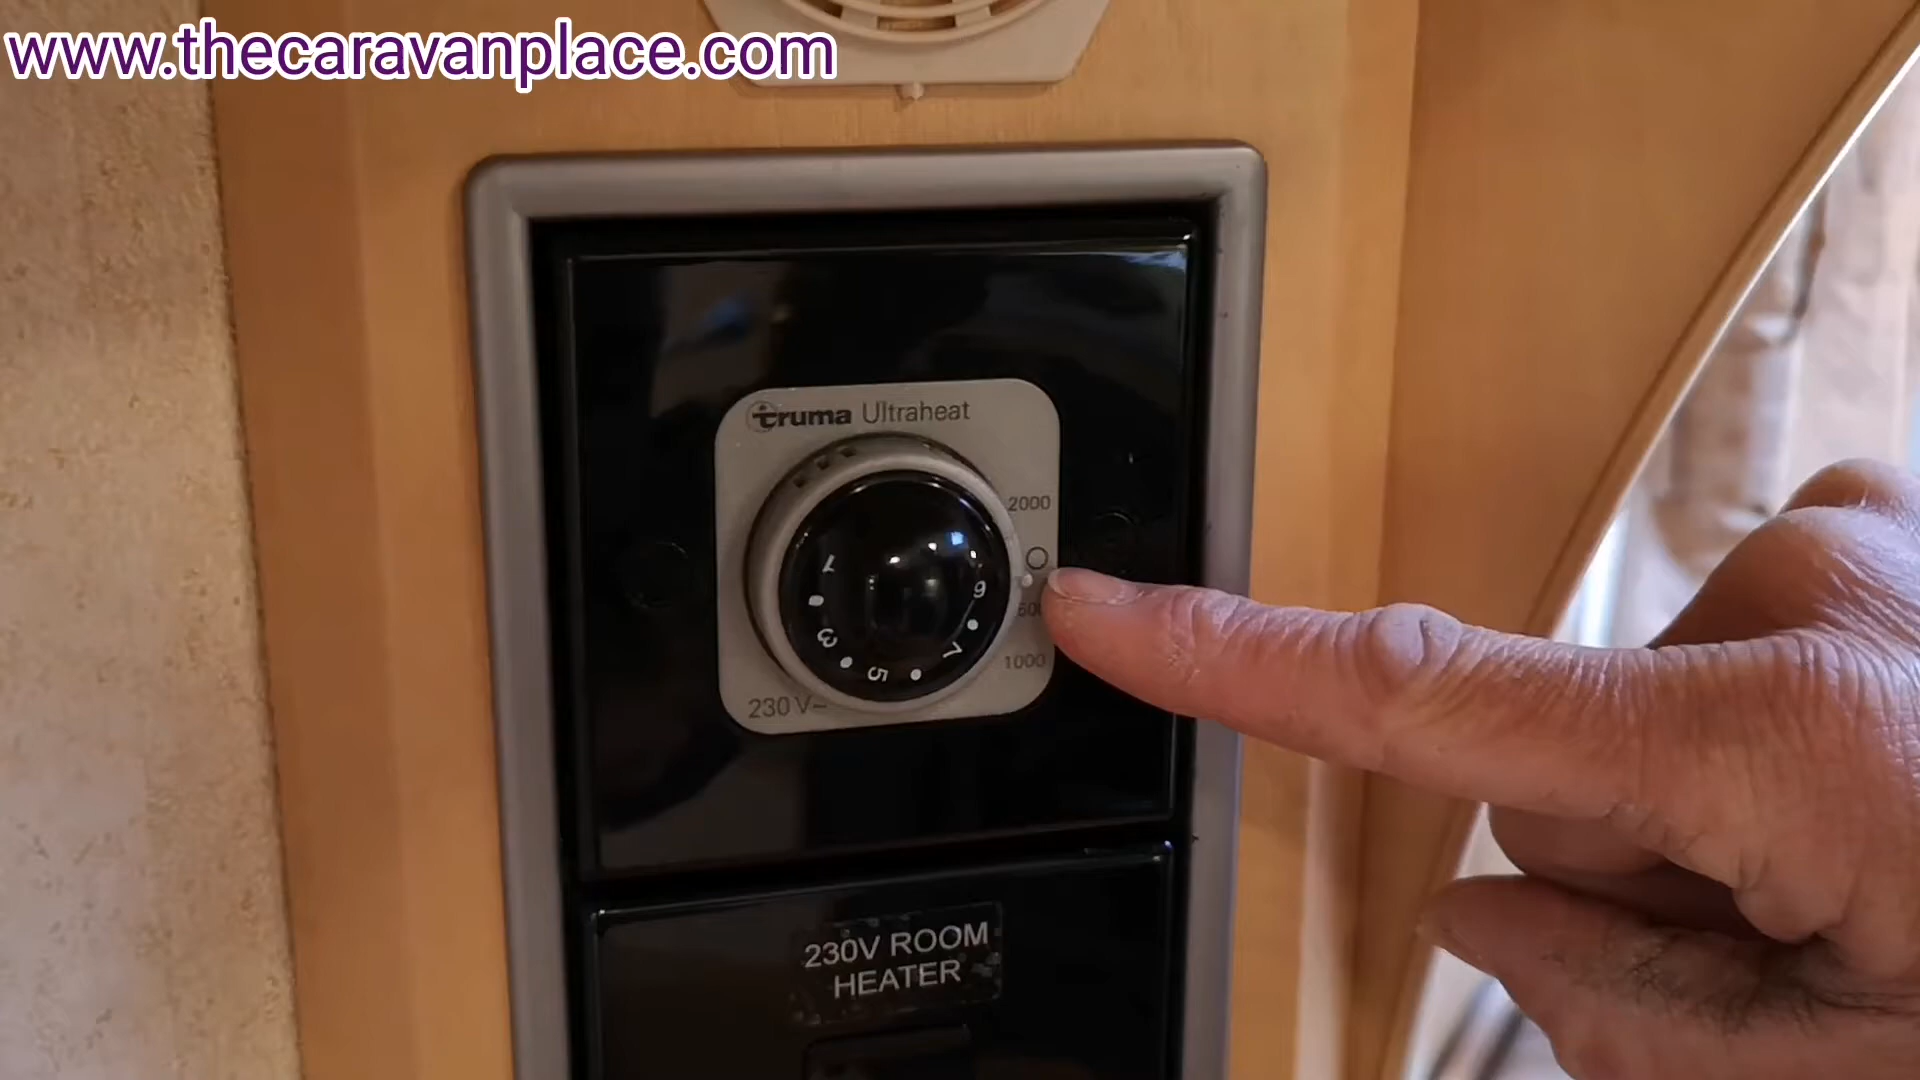 www.thecaravanplace.com
truma Ultraheat
2000
1
9
3
7
5
1000
230 V~
230V ROOM
HEATER